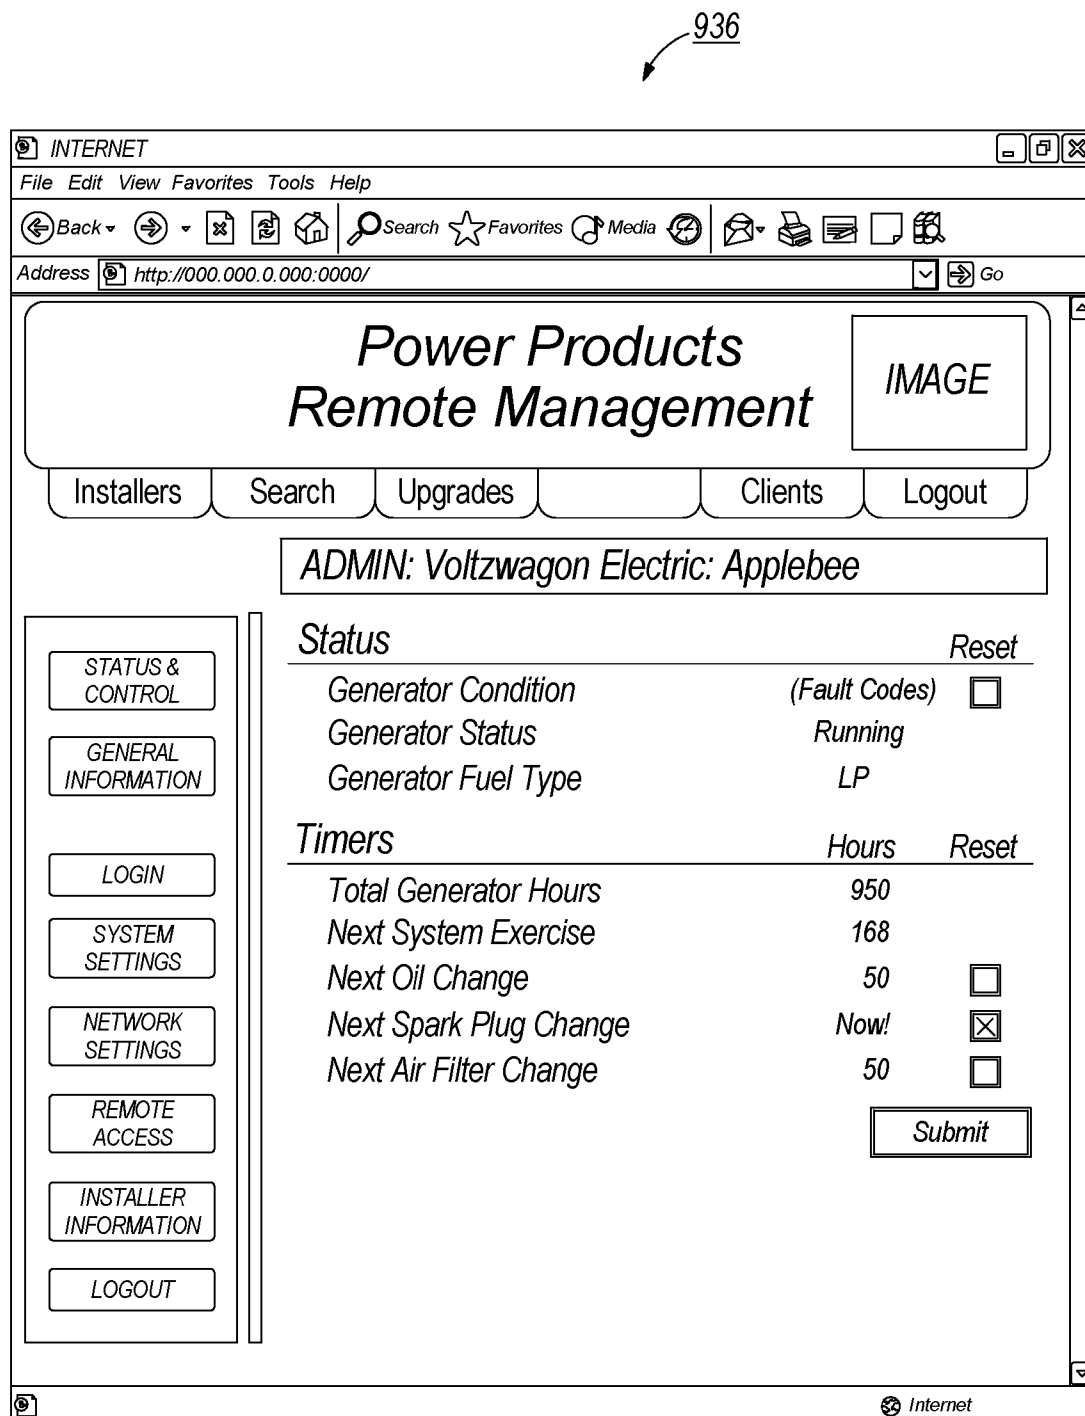 936
INTERNET
File Edit View Favorites Tools Help
Back Search Favorites Media
Address http://000.000.0.000:0000/ Go
Power Products
Remote Management
IMAGE
Installers Search Upgrades Clients Logout
ADMIN: Voltzwagon Electric: Applebee
STATUS &
CONTROL
GENERAL
INFORMATION
LOGIN
SYSTEM
SETTINGS
NETWORK
SETTINGS
REMOTE
ACCESS
INSTALLER
INFORMATION
LOGOUT
Status Reset
Generator Condition (Fault Codes)
Generator Status Running
Generator Fuel Type LP
Timers Hours Reset
Total Generator Hours 950
Next System Exercise 168
Next Oil Change 50
Next Spark Plug Change Now!
Next Air Filter Change 50
Submit
Internet